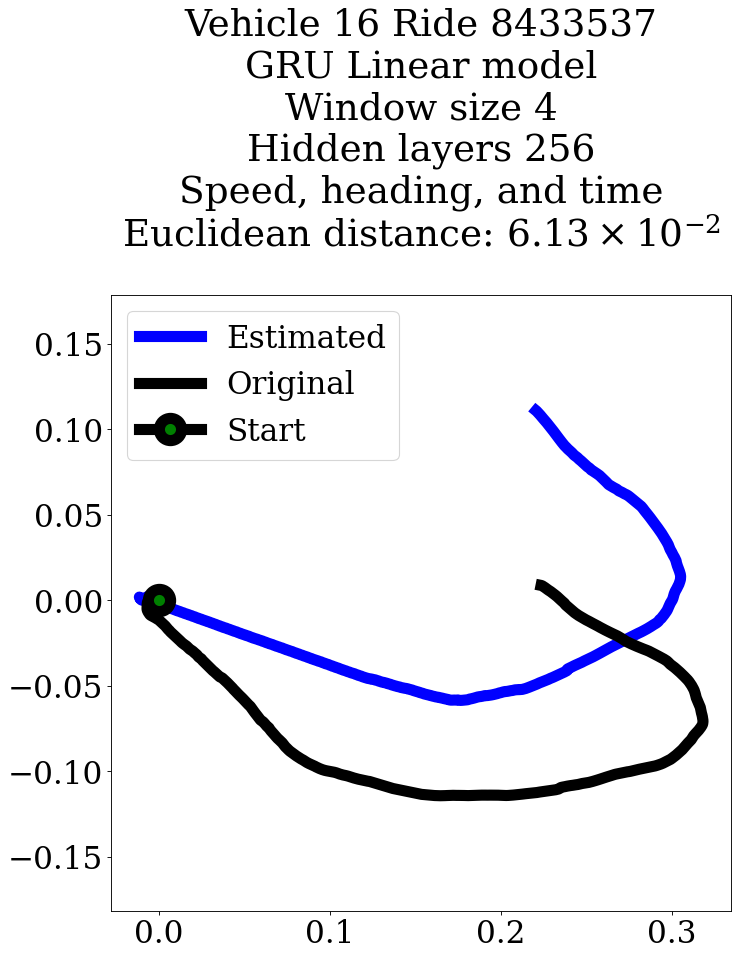 Vehicle 16 Ride 8433537
GRU Linear model
Window size 4
Hidden layers 256
Speed, heading, and time
Euclidean distance: 6.13 × 10⁻²
Estimated
Original
Start
0.15
0.10
0.05
0.00
−0.05
−0.10
−0.15
0.0 0.1 0.2 0.3